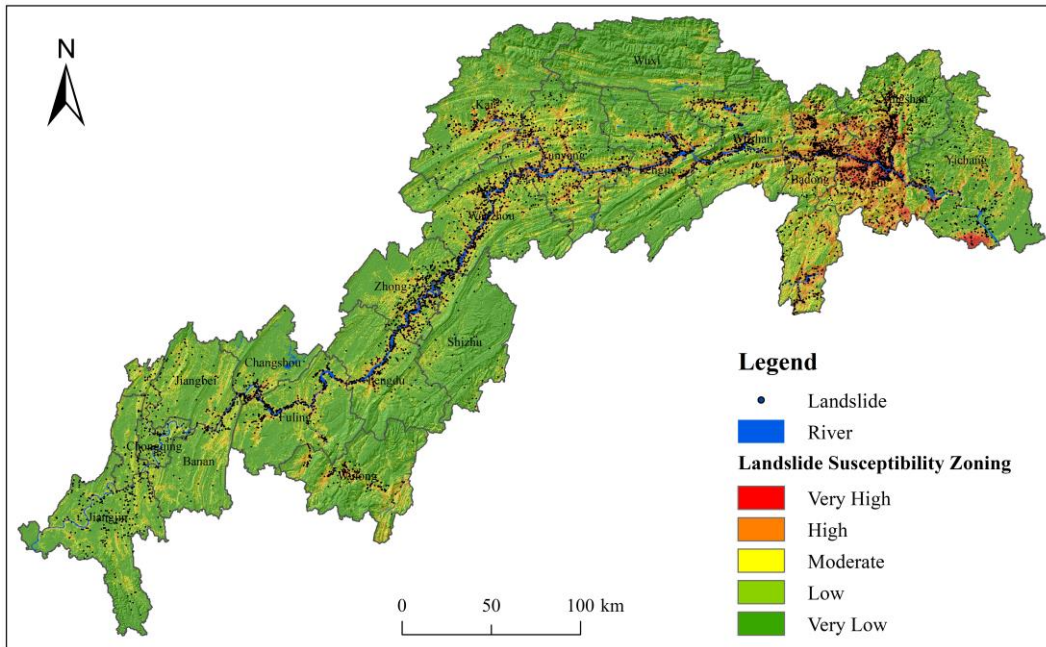 N
Wuxi
Xingshan
Kai
Wushan
Yunyang
Yichang
Fengjie
Badong
Zigui
Wanzhou
Zhong
Shizhu
Changshou
Jiangbei
Fengdu
Fuling
Chongqing
Banan
Wulong
Jiangjin
Legend
Landslide
River
Landslide Susceptibility Zoning
Very High
High
Moderate
Low
Very Low
0 50 100 km